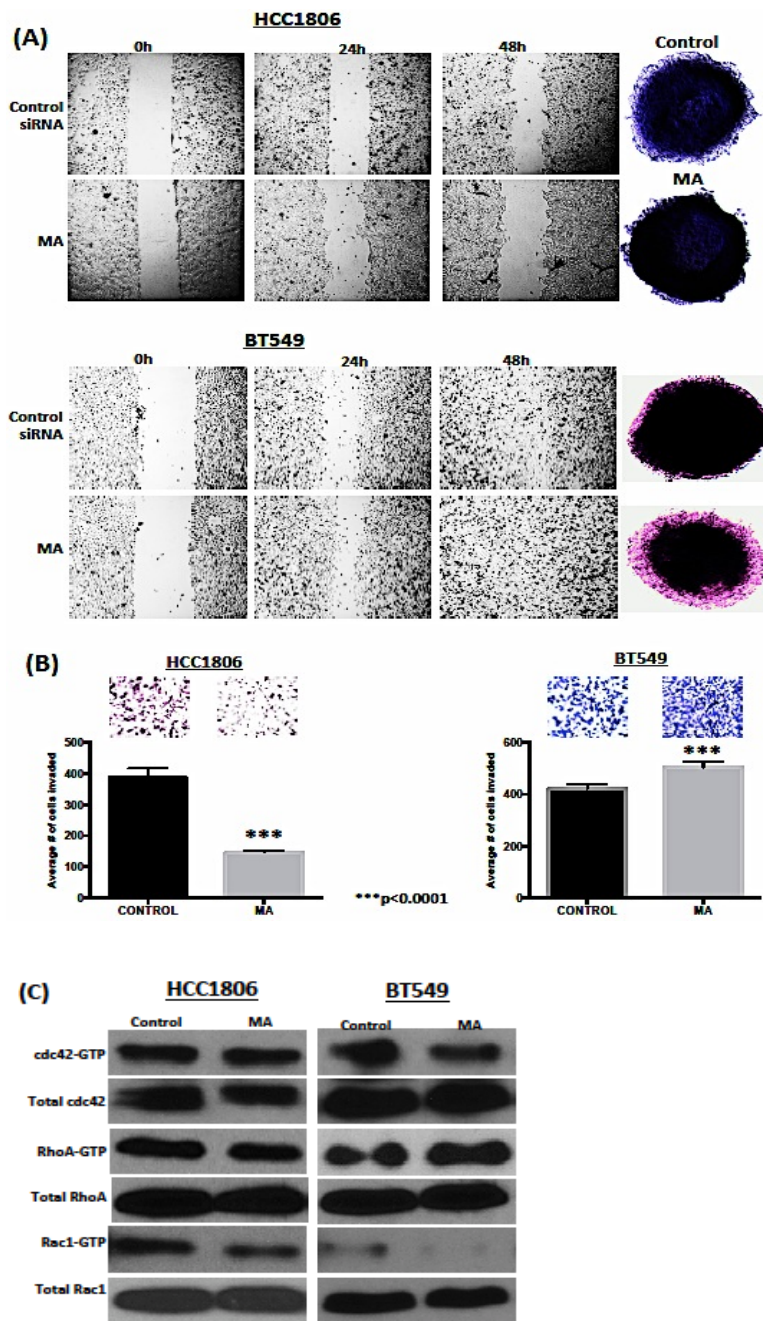 HCC1806
(A)
0h
24h
48h
Control
Control
siRNA
MA
MA
BT549
0h
24h
48h
Control
siRNA
MA
(B)
HCC1806
BT549
500
400
300
200
100
0
Average # of cells invaded
***
CONTROL
MA
***p<0.0001
600
400
200
0
Average # of cells invaded
***
CONTROL
MA
(C)
HCC1806
BT549
Control
MA
Control
MA
cdc42-GTP
Total cdc42
RhoA-GTP
Total RhoA
Rac1-GTP
Total Rac1